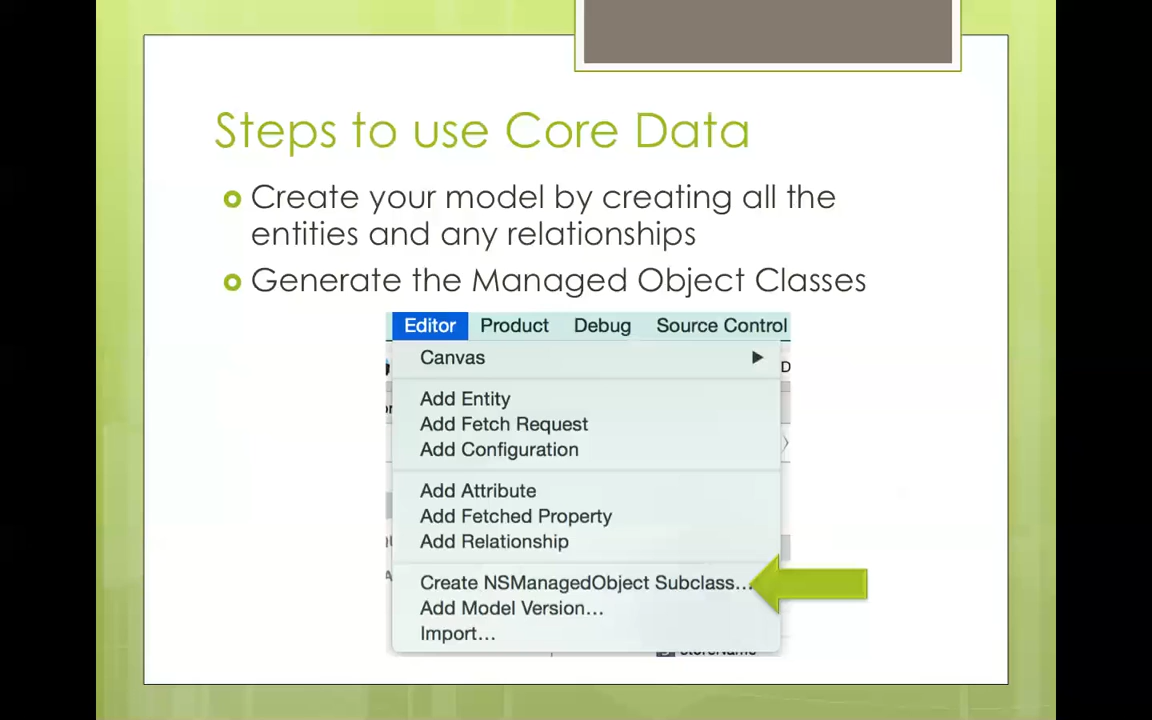 Steps to use Core Data
Create your model by creating all the
entities and any relationships
Generate the Managed Object Classes
Editor Product Debug Source Control
Canvas
D
Add Entity
Add Fetch Request
Add Configuration
Add Attribute
Add Fetched Property
Add Relationship
Create NSManagedObject Subclass...
Add Model Version...
Import...